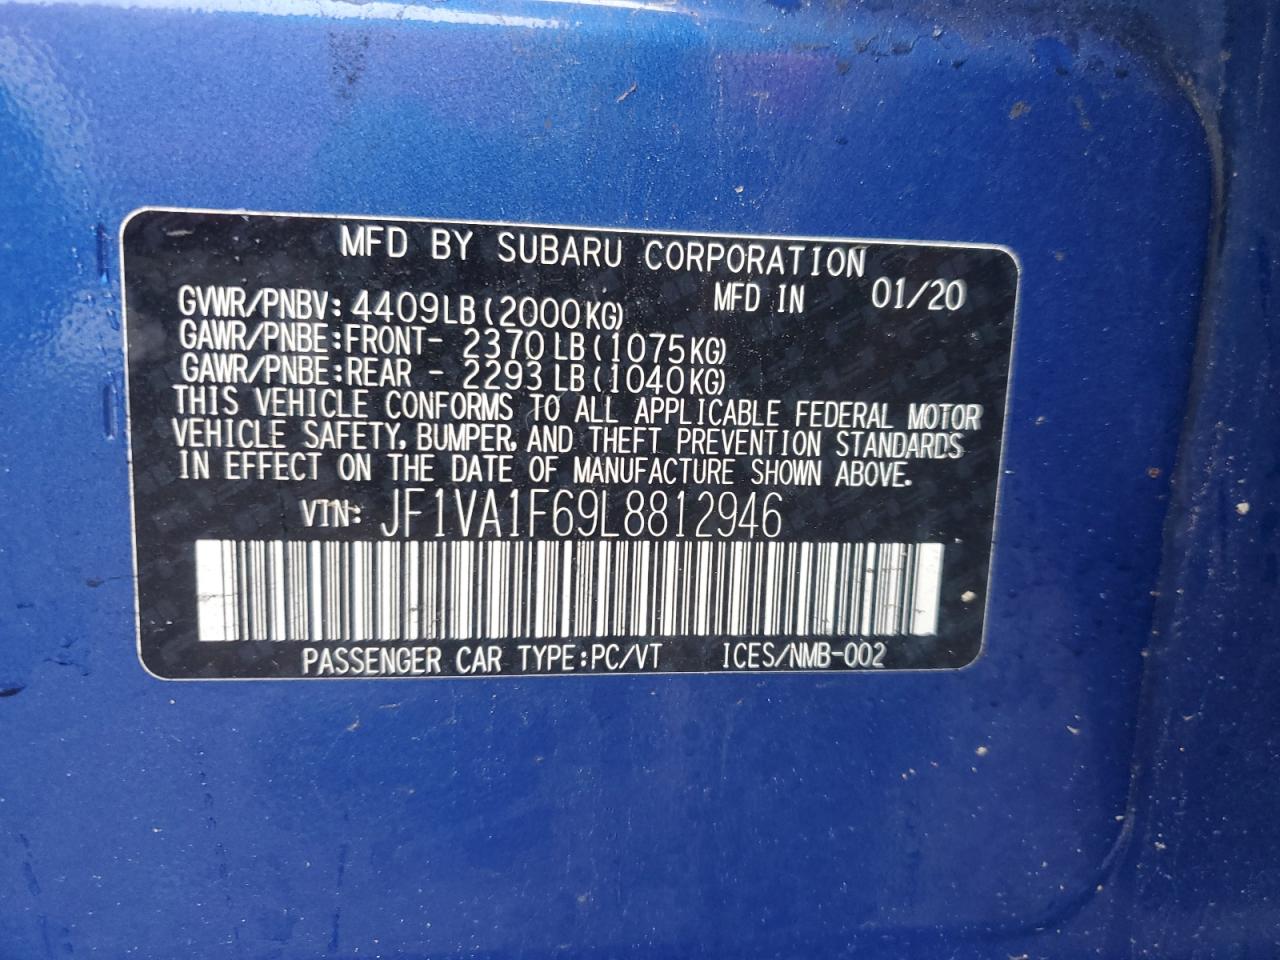 MFD BY SUBARU CORPORATION
GVWR/PNBV: 4409LB(2000KG) MFD IN 01/20
GAWR/PNBE:FRONT- 2370LB(1075KG)
GAWR/PNBE:REAR - 2293LB(1040KG)
THIS VEHICLE CONFORMS TO ALL APPLICABLE FEDERAL MOTOR
VEHICLE SAFETY, BUMPER, AND THEFT PREVENTION STANDARDS
IN EFFECT ON THE DATE OF MANUFACTURE SHOWN ABOVE.
VIN: JF1VA1F69L8812946
PASSENGER CAR TYPE:PC/VT ICES/NMB-002